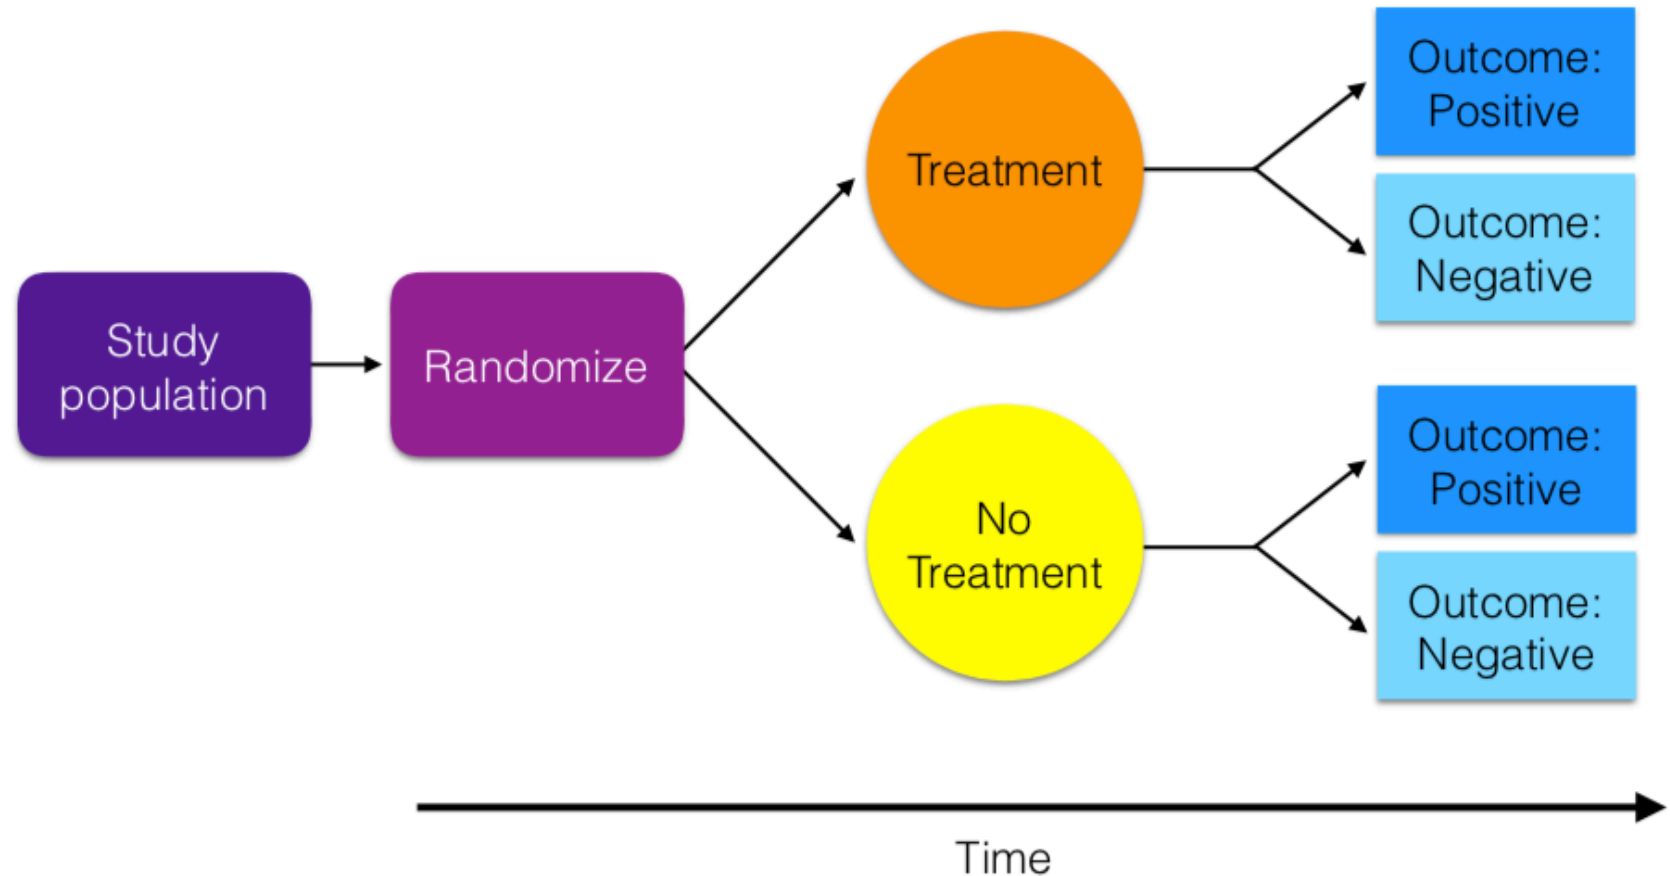 Study
population
Randomize
Treatment
No
Treatment
Outcome:
Positive
Outcome:
Negative
Outcome:
Positive
Outcome:
Negative
Time